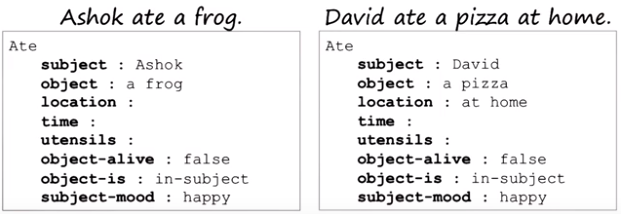 Ashok ate a frog.
Ate
subject : Ashok
object : a frog
location :
time :
utensils :
object-alive : false
object-is : in-subject
subject-mood : happy
David ate a pizza at home.
Ate
subject : David
object : a pizza
location : at home
time :
utensils :
object-alive : false
object-is : in-subject
subject-mood : happy